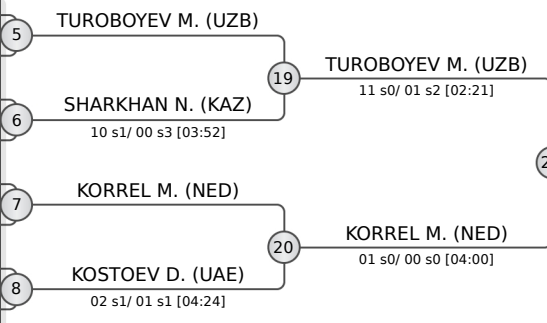 5
TUROBOYEV M. (UZB)
19
TUROBOYEV M. (UZB)
11 s0/ 01 s2 [02:21]
6
SHARKHAN N. (KAZ)
10 s1/ 00 s3 [03:52]
7
KORREL M. (NED)
20
KORREL M. (NED)
01 s0/ 00 s0 [04:00]
8
KOSTOEV D. (UAE)
02 s1/ 01 s1 [04:24]